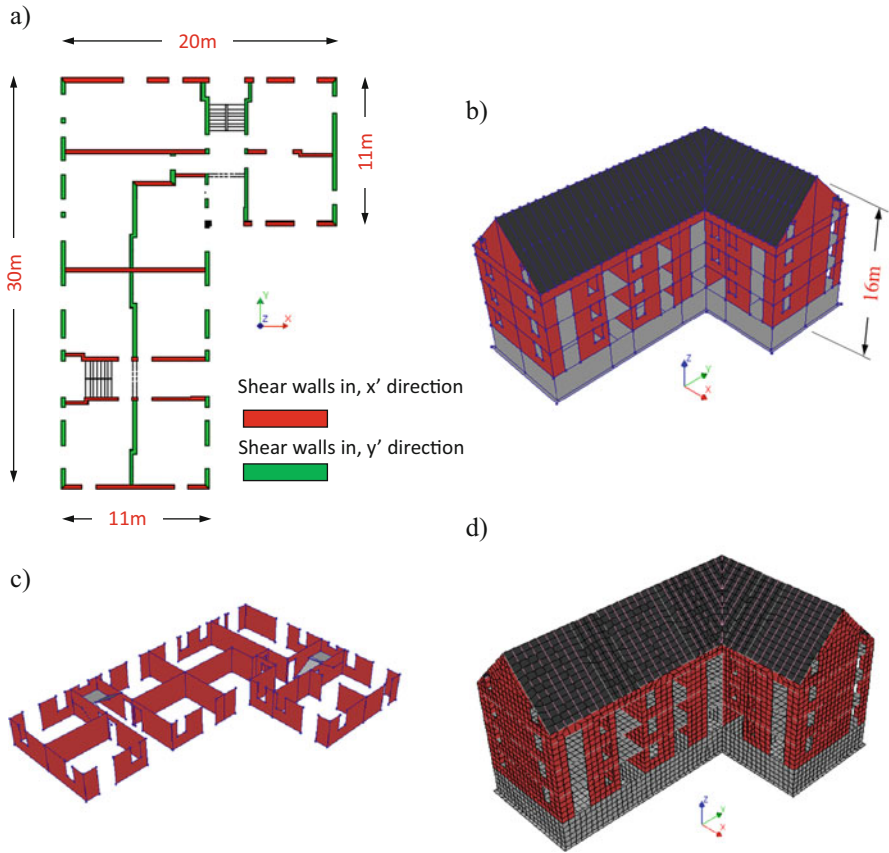 a)
20m
30m
11m
Y
Z
X
Shear walls in, x’ direction
Shear walls in, y’ direction
11m
b)
16m
Z
Y
X
c)
d)
Z
Y
X